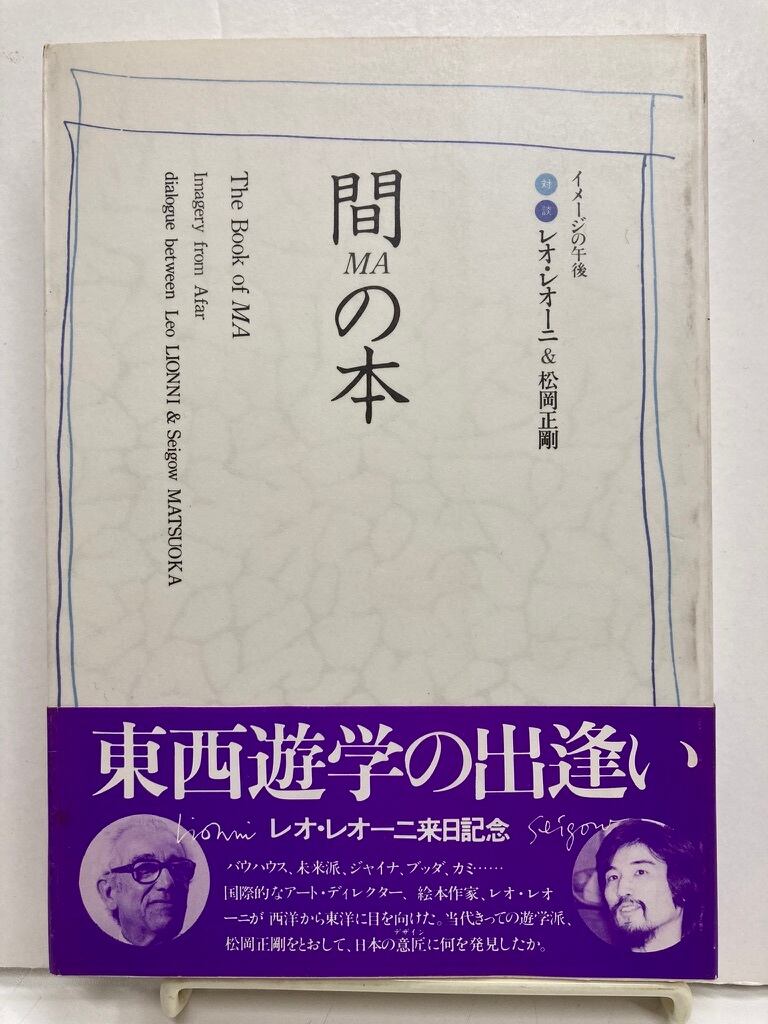 イメージの午後
対談 レオ・レオーニ & 松岡正剛
間
MA
の本
The Book of MA
Imagery from Afar
dialogue between Leo LIONNI & Seigow MATSUOKA
東西遊学の出逢い
Lionni レオ・レオーニ来日記念 Seigow
バウハウス、未来派、ジャイナ、ブッダ、カミ……
国際的なアート・ディレクター、絵本作家、レオ・レオ
ーニが西洋から東洋に目を向けた。当代きっての遊学派、
デザイン
松岡正剛をとおして、日本の意匠に何を発見したか。